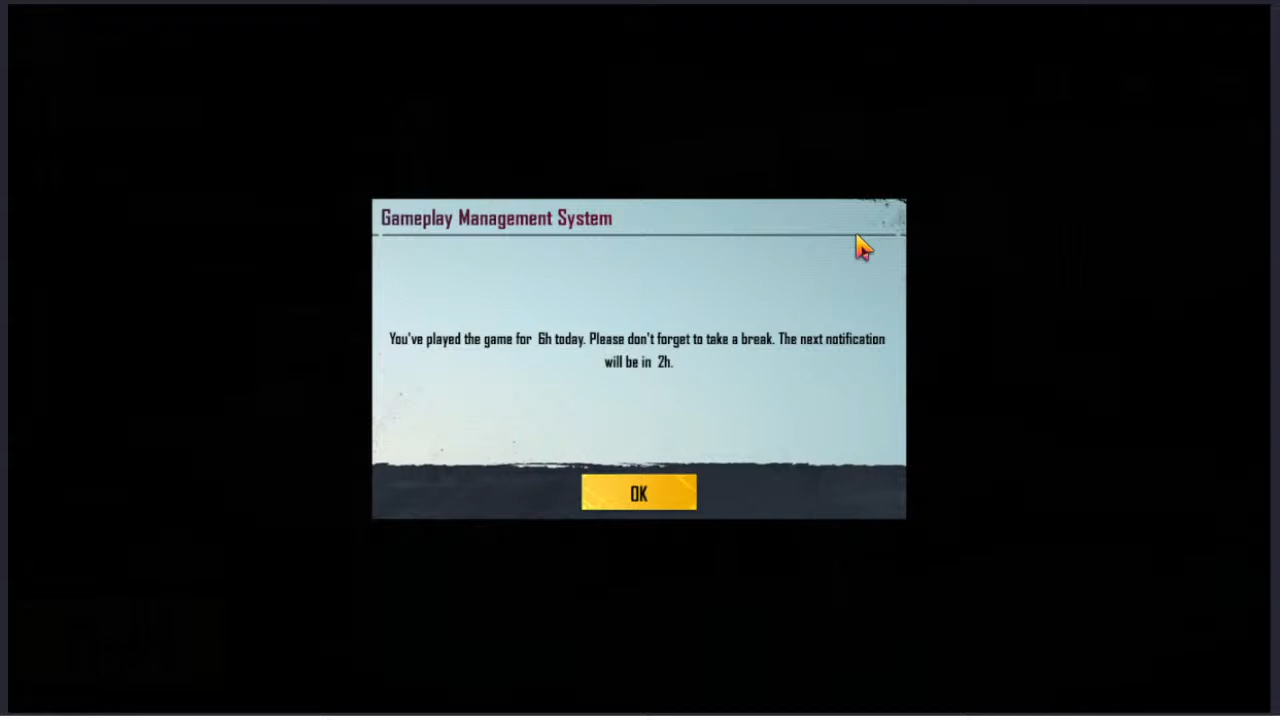 Gameplay Management System
You've played the game for 6h today. Please don't forget to take a break. The next notification
will be in 2h.
OK